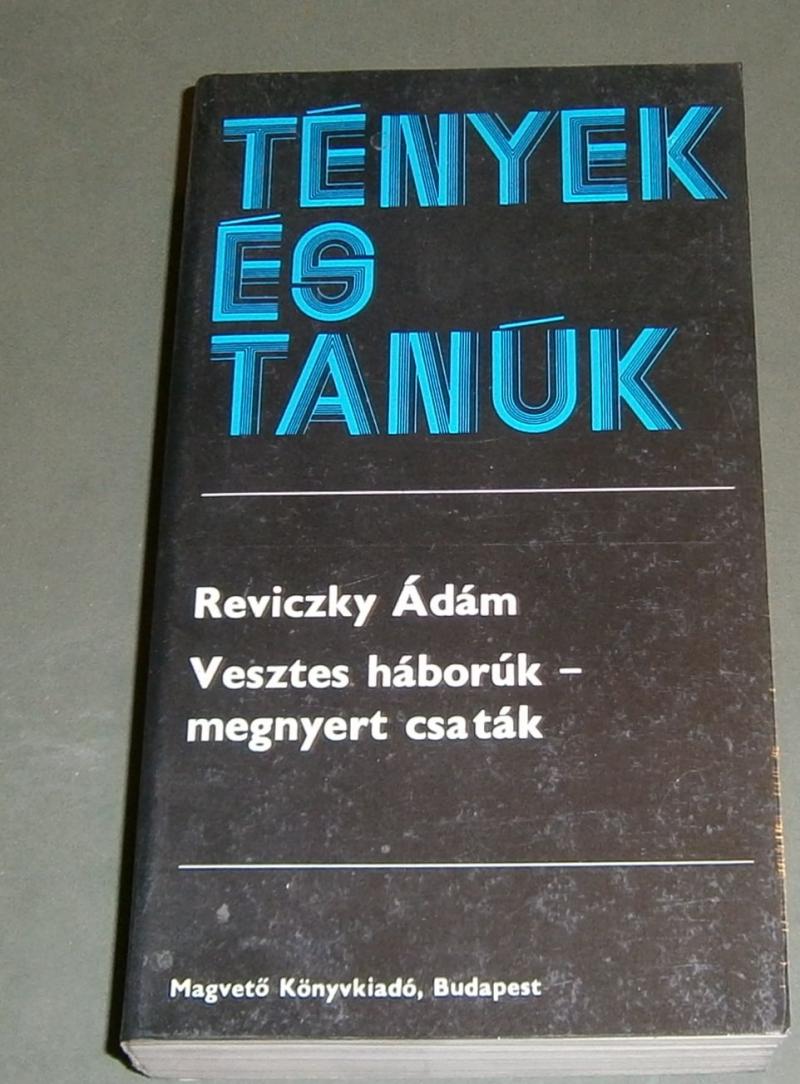 TÉNYEK
ÉS
TANÚK
Reviczky Ádám
Vesztes háborúk –
megnyert csaták
Magvető Könyvkiadó, Budapest